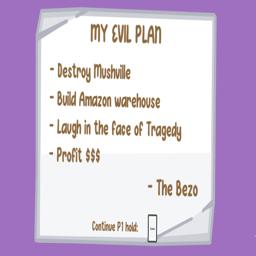 MY EVIL PLAN
- Destroy Mushville
- Build Amazon warehouse
- Laugh in the face of Tragedy
- Profit $$$
- The Bezo
Continue P1 hold: